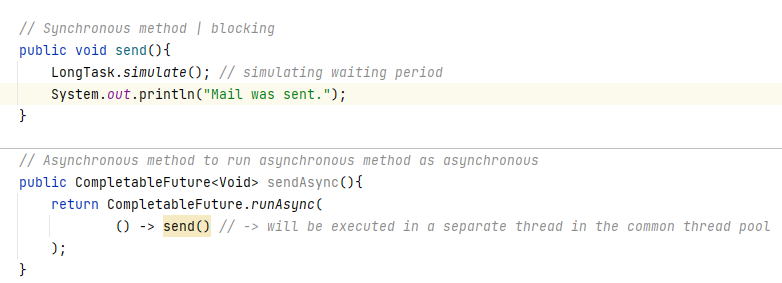 // Synchronous method | blocking
public void send(){
LongTask.simulate(); // simulating waiting period
System.out.println("Mail was sent.");
}
// Asynchronous method to run asynchronous method as asynchronous
public CompletableFuture<Void> sendAsync(){
return CompletableFuture.runAsync(
() -> send() // -> will be executed in a separate thread in the common thread pool
);
}